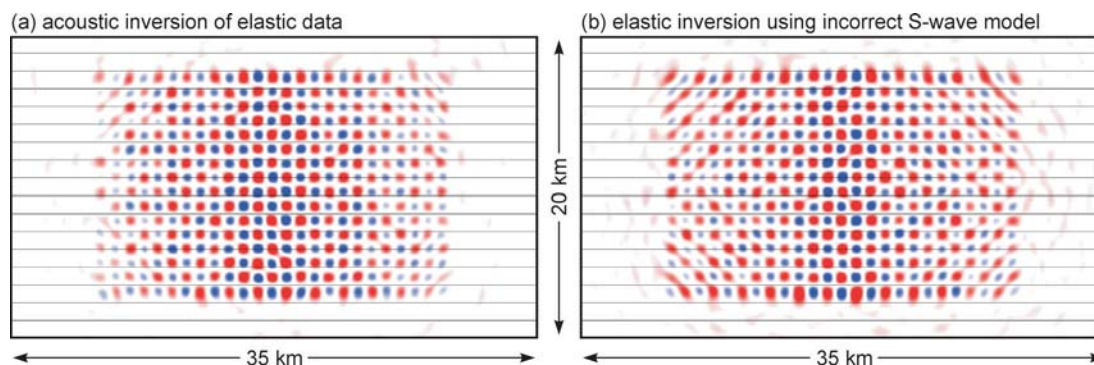 (a) acoustic inversion of elastic data
(b) elastic inversion using incorrect S-wave model
20 km
35 km
35 km